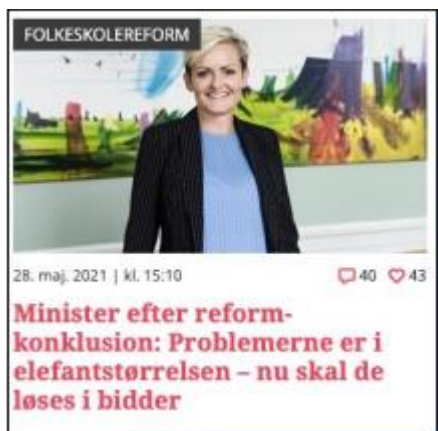 FOLKESKOLEREFORM
28. maj. 2021 | kl. 15:10 40 43
Minister efter reform-
konklusion: Problemerne er i
elefantstørrelsen – nu skal de
løses i bidder